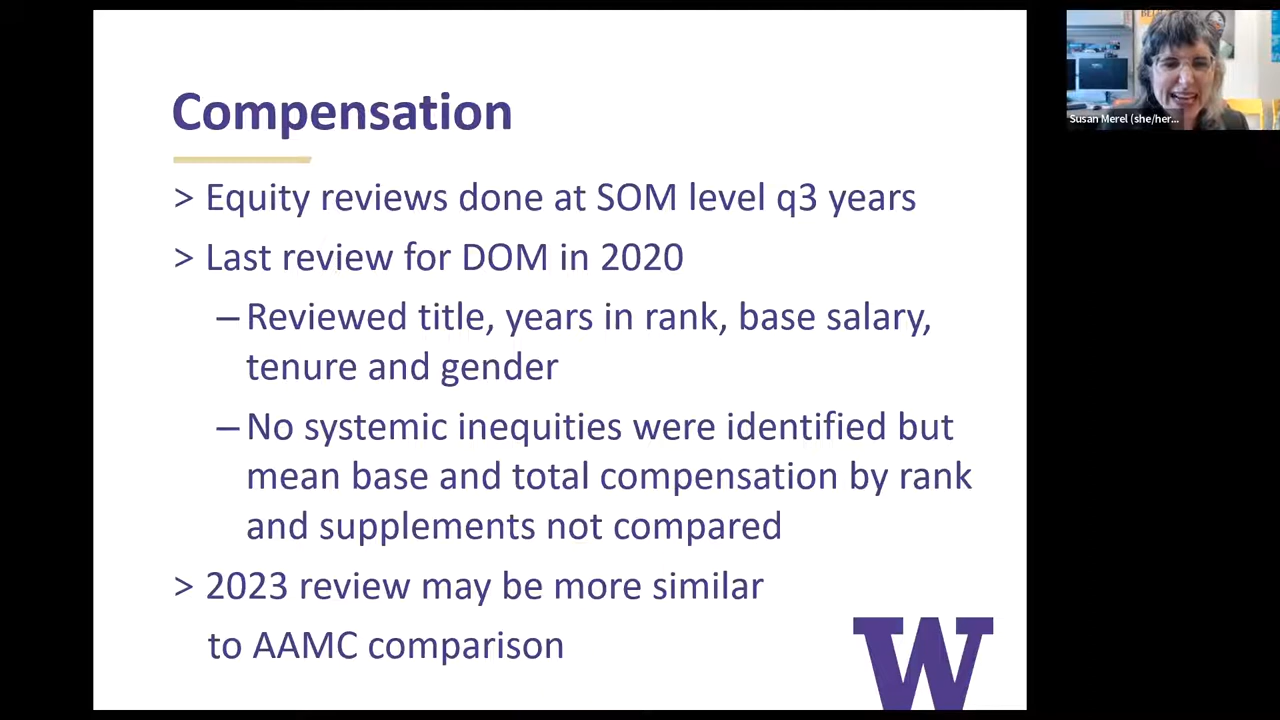 Compensation
> Equity reviews done at SOM level q3 years
> Last review for DOM in 2020
– Reviewed title, years in rank, base salary,
tenure and gender
– No systemic inequities were identified but
mean base and total compensation by rank
and supplements not compared
> 2023 review may be more similar
to AAMC comparison
W
Susan Merel (she/her...